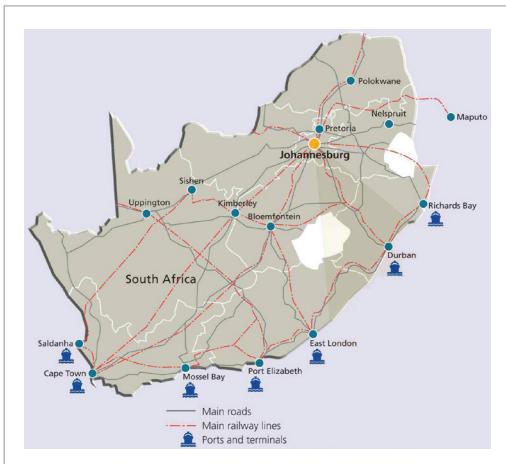 Polokwane
Nelspruit
Maputo
Pretoria
Johannesburg
Sishen
Uppington
Kimberley
Richards Bay
Bloemfontein
Durban
South Africa
Saldanha
East London
Cape Town
Mossel Bay
Port Elizabeth
Main roads
Main railway lines
Ports and terminals